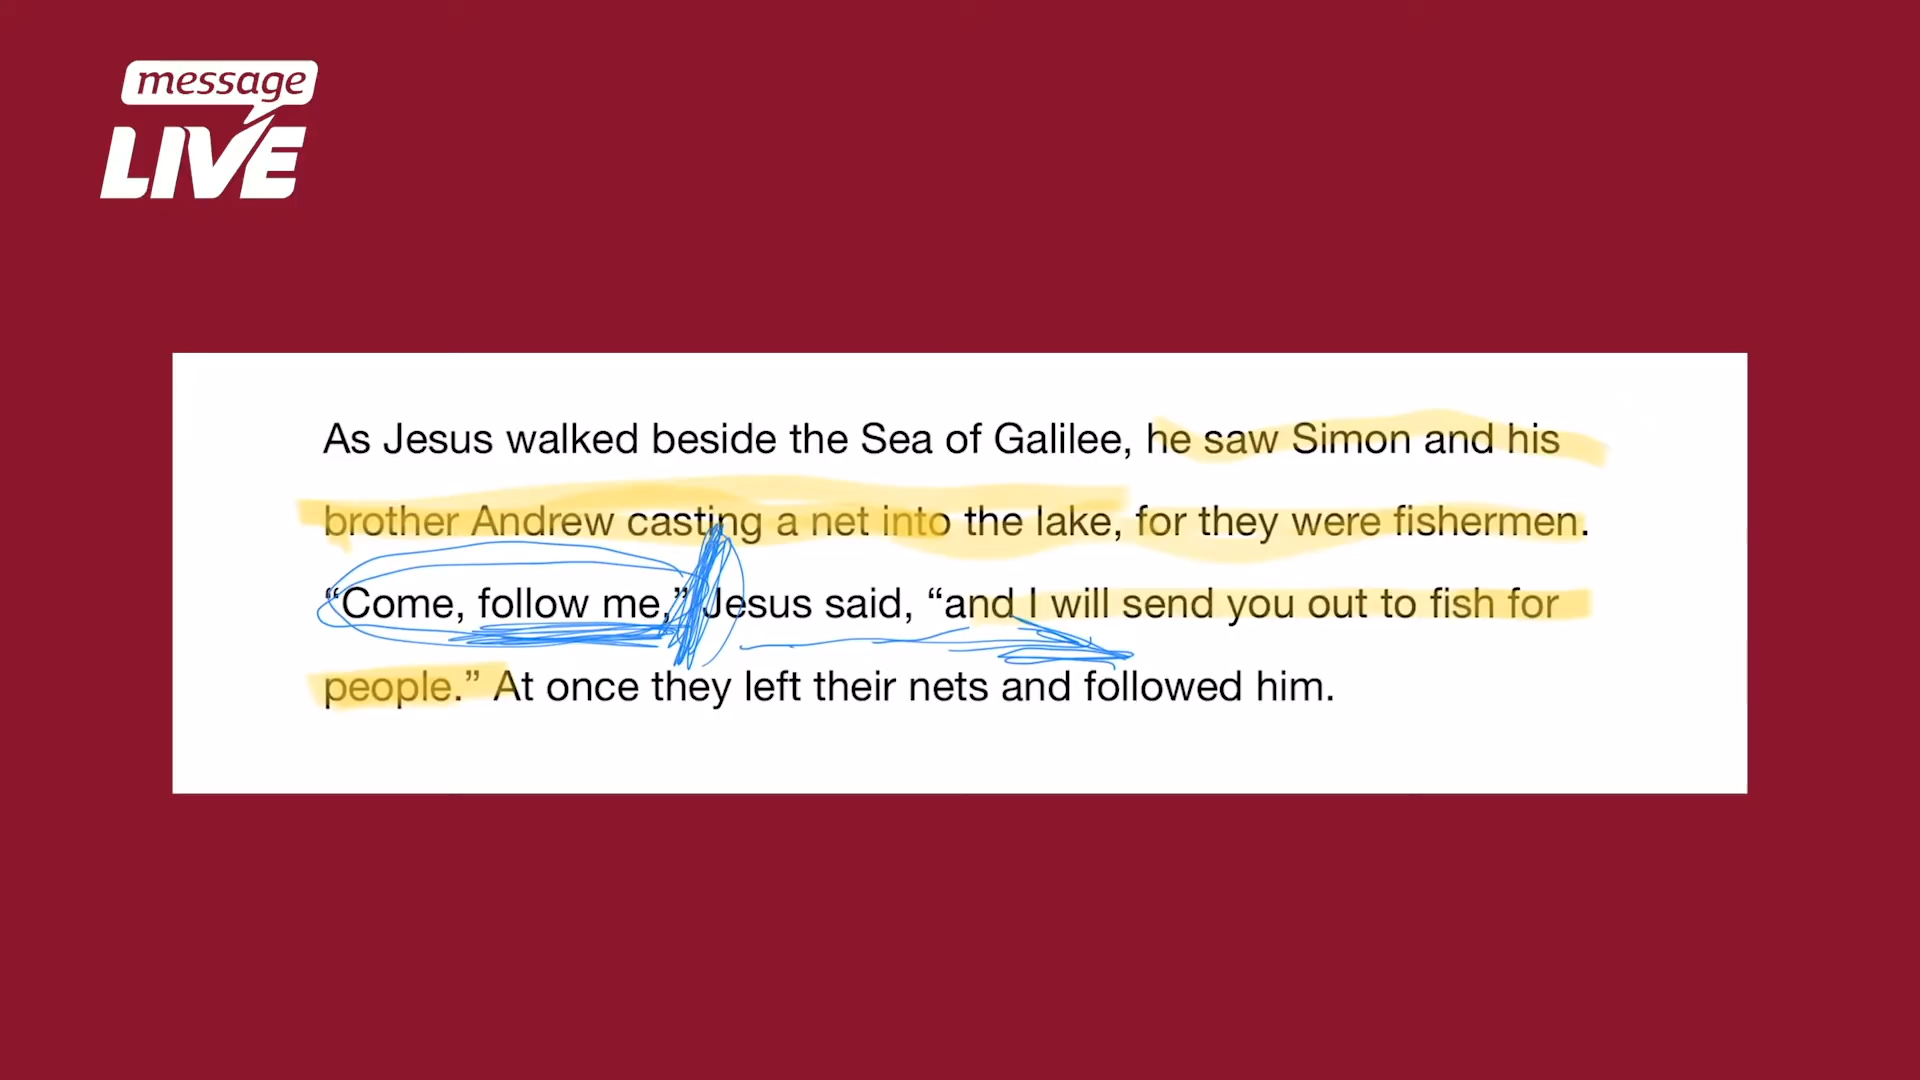 message
LIVE
As Jesus walked beside the Sea of Galilee, he saw Simon and his
brother Andrew casting a net into the lake, for they were fishermen.
“Come, follow me,” Jesus said, “and I will send you out to fish for
people.” At once they left their nets and followed him.